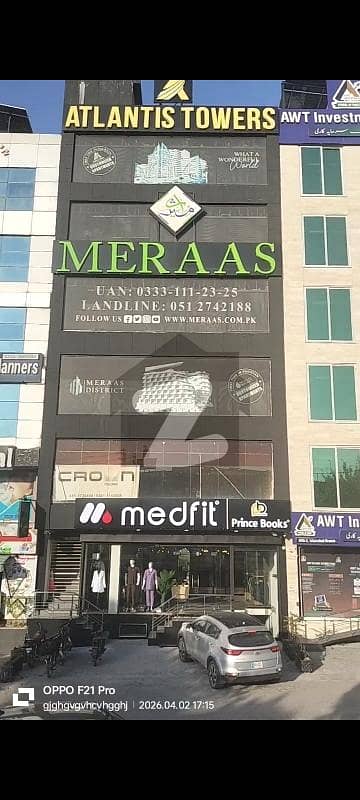 ATLANTIS TOWERS
AWT Investm
WHAT A
WONDERFUL
World
MERAAS
UAN: 0333-111-23-25
LANDLINE: 051 2742188
FOLLOW US WWW.MERAAS.COM.PK
anners
MERAAS
DISTRICT
CROWN
medfit
Prince Books
AWT In
OPPO F21 Pro
gjghgvgvhcvhgghj | 2026.04.02 17:15